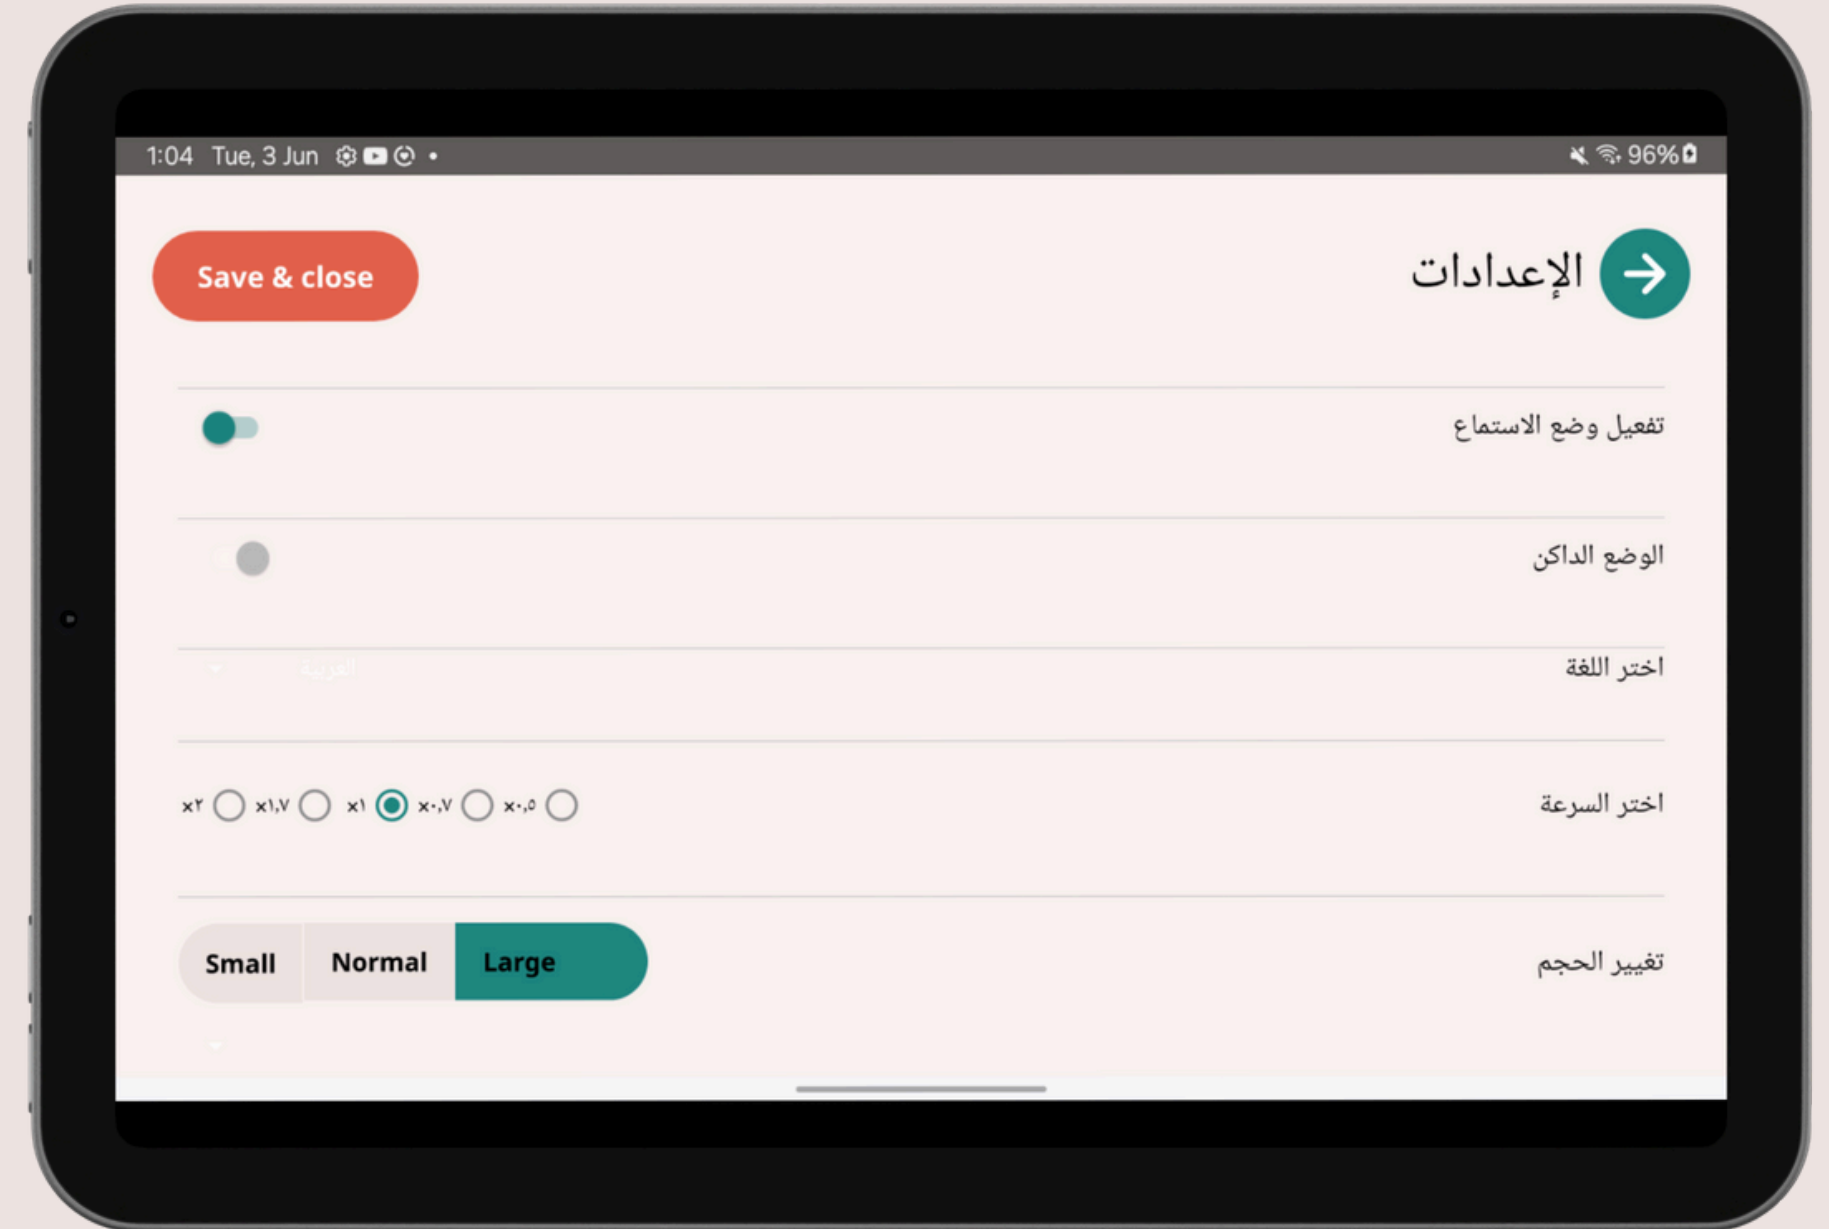 1:04 Tue, 3 Jun
96%
الإعدادات
Save & close
تفعيل وضع الاستماع
الوضع الداكن
اختر اللغة
العربية
اختر السرعة
×٠,٥ ×٠,٧ ×١ ×١,٧ ×٢
تغيير الحجم
Small Normal Large